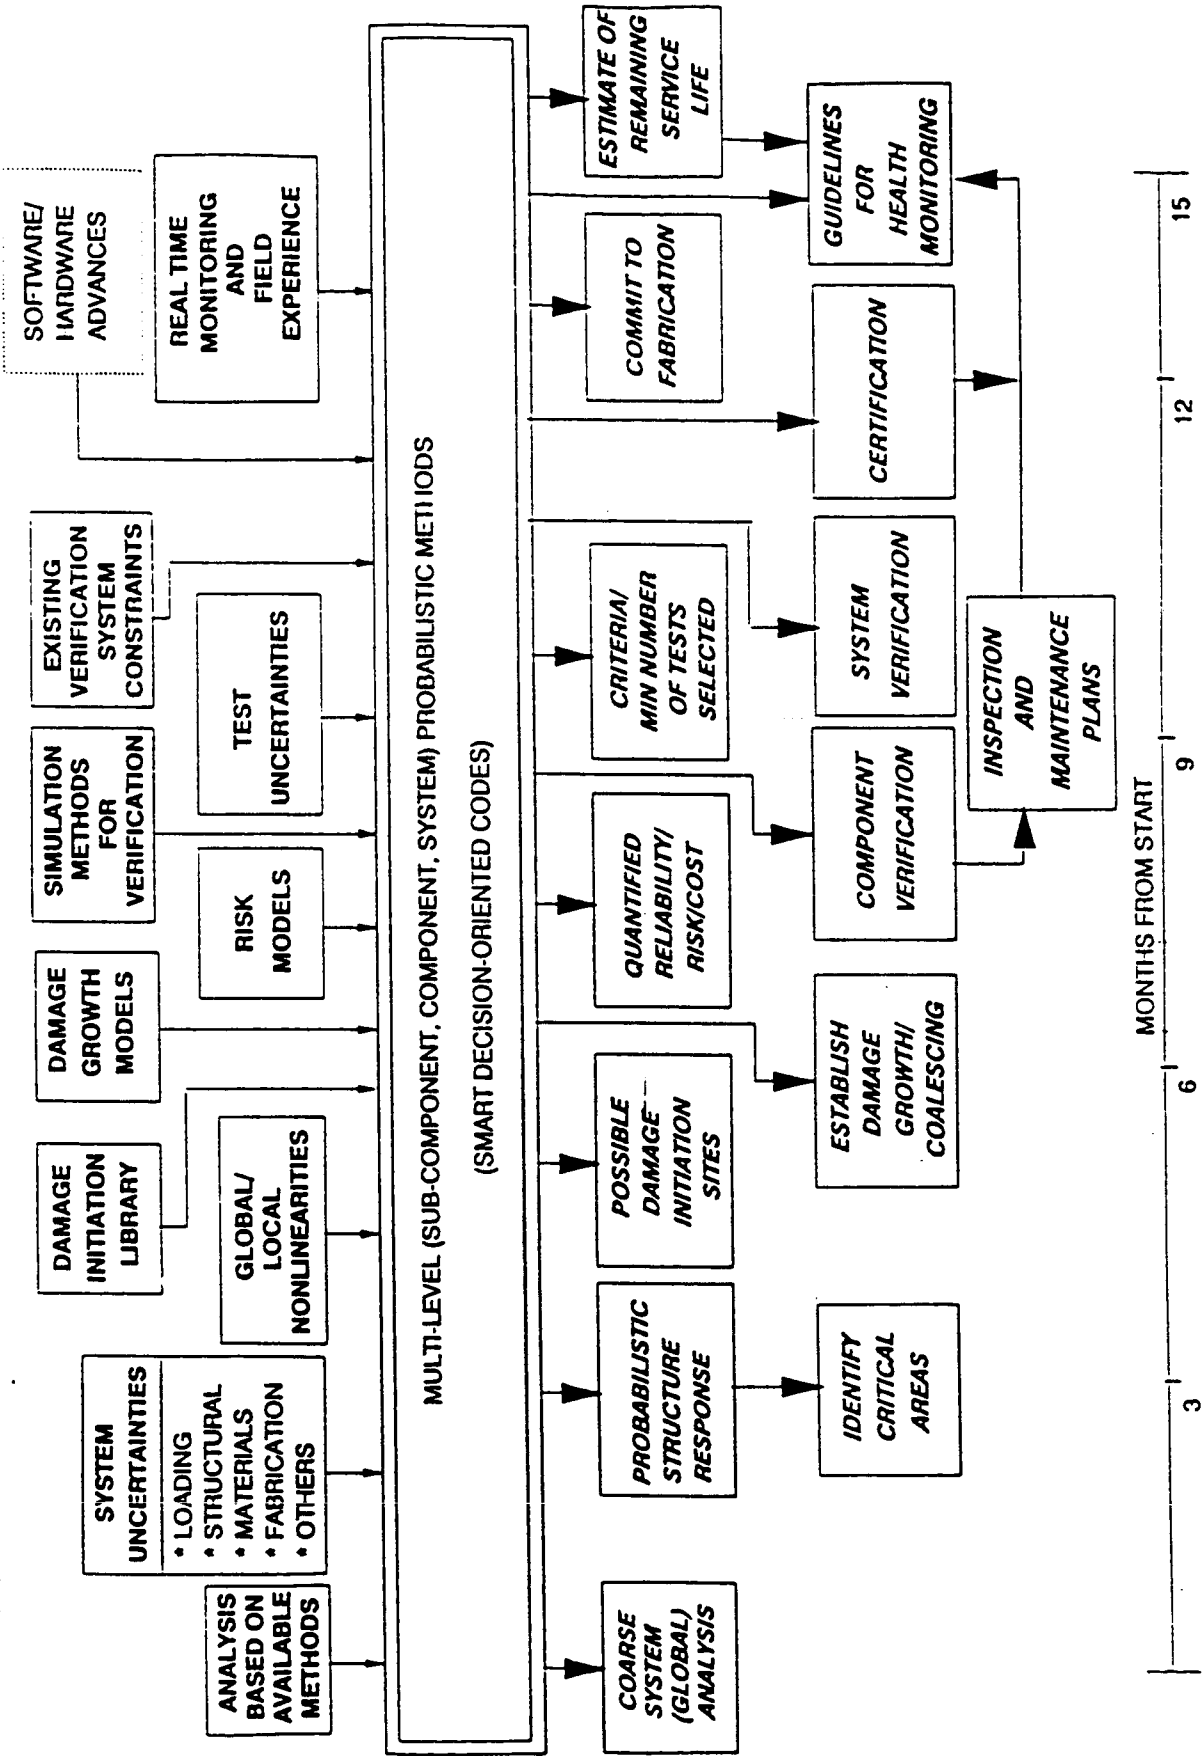 ANALYSIS
BASED ON
AVAILABLE
METHODS
SYSTEM
UNCERTAINTIES
* LOADING
* STRUCTURAL
* MATERIALS
* FABRICATION
* OTHERS
DAMAGE
INITIATION
LIBRARY
GLOBAL/
LOCAL
NONLINEARITIES
DAMAGE
GROWTH
MODELS
RISK
MODELS
SIMULATION
METHODS
FOR
VERIFICATION
TEST
UNCERTAINTIES
EXISTING
VERIFICATION
SYSTEM
CONSTRAINTS
SOFTWARE/
HARDWARE
ADVANCES
REAL TIME
MONITORING
AND
FIELD
EXPERIENCE
MULTI-LEVEL (SUB-COMPONENT, COMPONENT, SYSTEM) PROBABILISTIC METHODS
(SMART DECISION-ORIENTED CODES)
COARSE
SYSTEM
(GLOBAL)
ANALYSIS
PROBABILISTIC
STRUCTURE
RESPONSE
POSSIBLE
DAMAGE
INITIATION
SITES
QUANTIFIED
RELIABILITY/
RISK/COST
CRITERIA/
MIN NUMBER
OF TESTS
SELECTED
COMMIT TO
FABRICATION
ESTIMATE OF
REMAINING
SERVICE
LIFE
IDENTIFY
CRITICAL
AREAS
ESTABLISH
DAMAGE
GROWTH/
COALESCING
COMPONENT
VERIFICATION
SYSTEM
VERIFICATION
CERTIFICATION
GUIDELINES
FOR
HEALTH
MONITORING
INSPECTION
AND
MAINTENANCE
PLANS
MONTHS FROM START
3 6 9 12 15